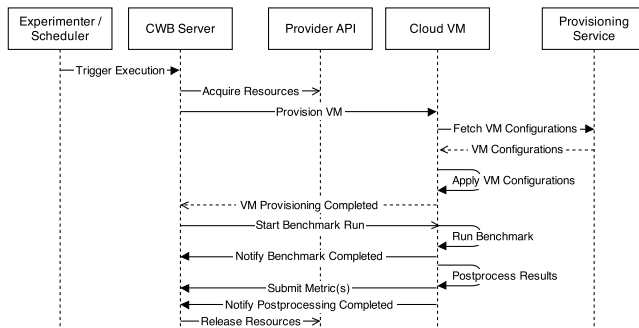 Experimenter /
Scheduler
CWB Server
Provider API
Cloud VM
Provisioning
Service
Trigger Execution
Acquire Resources
Provision VM
Fetch VM Configurations
VM Configurations
Apply VM Configurations
VM Provisioning Completed
Start Benchmark Run
Run Benchmark
Notify Benchmark Completed
Postprocess Results
Submit Metric(s)
Notify Postprocessing Completed
Release Resources